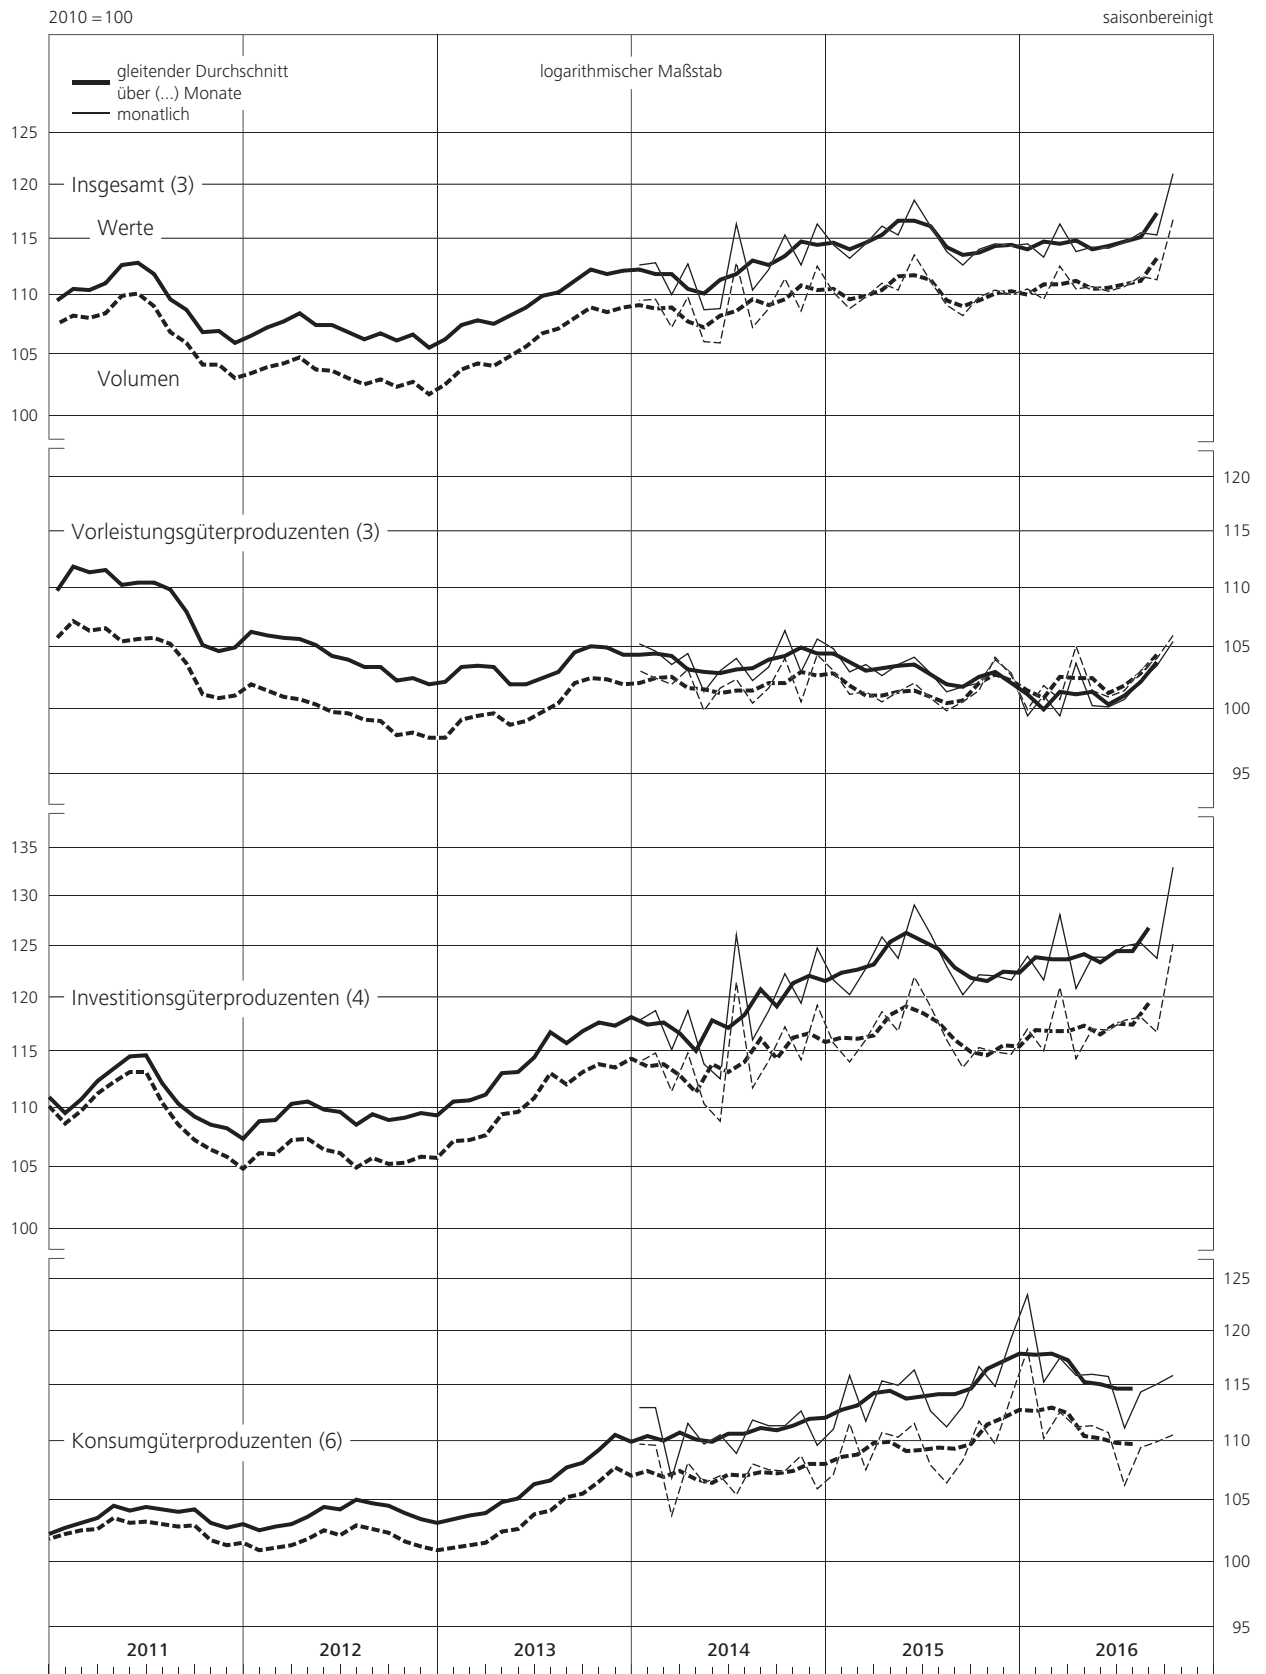 2010 = 100
saisonbereinigt
gleitender Durchschnitt
über (...) Monate
monatlich
logarithmischer Maßstab
125
120
Insgesamt (3)
115
Werte
110
105
Volumen
100
120
Vorleistungsgüterproduzenten (3)
115
110
105
100
95
135
130
125
120
Investitionsgüterproduzenten (4)
115
110
105
100
125
120
115
Konsumgüterproduzenten (6)
110
105
100
95
2011 2012 2013 2014 2015 2016